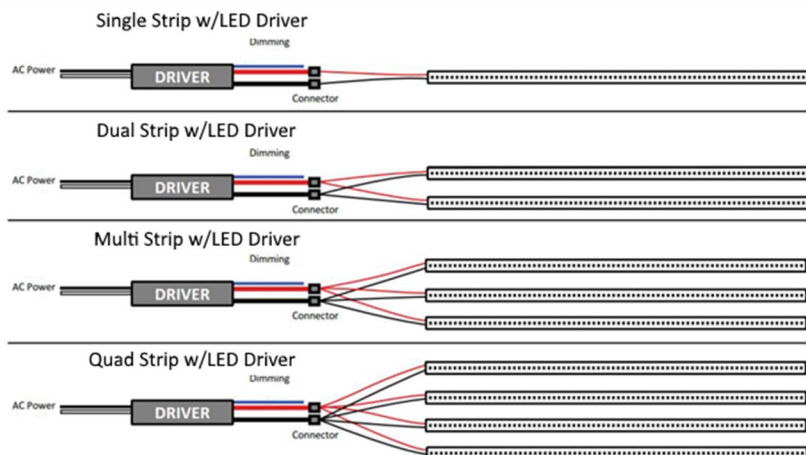 Single Strip w/LED Driver
Dimming
AC Power
DRIVER
Connector
Dual Strip w/LED Driver
Dimming
AC Power
DRIVER
Connector
Multi Strip w/LED Driver
Dimming
AC Power
DRIVER
Connector
Quad Strip w/LED Driver
Dimming
AC Power
DRIVER
Connector